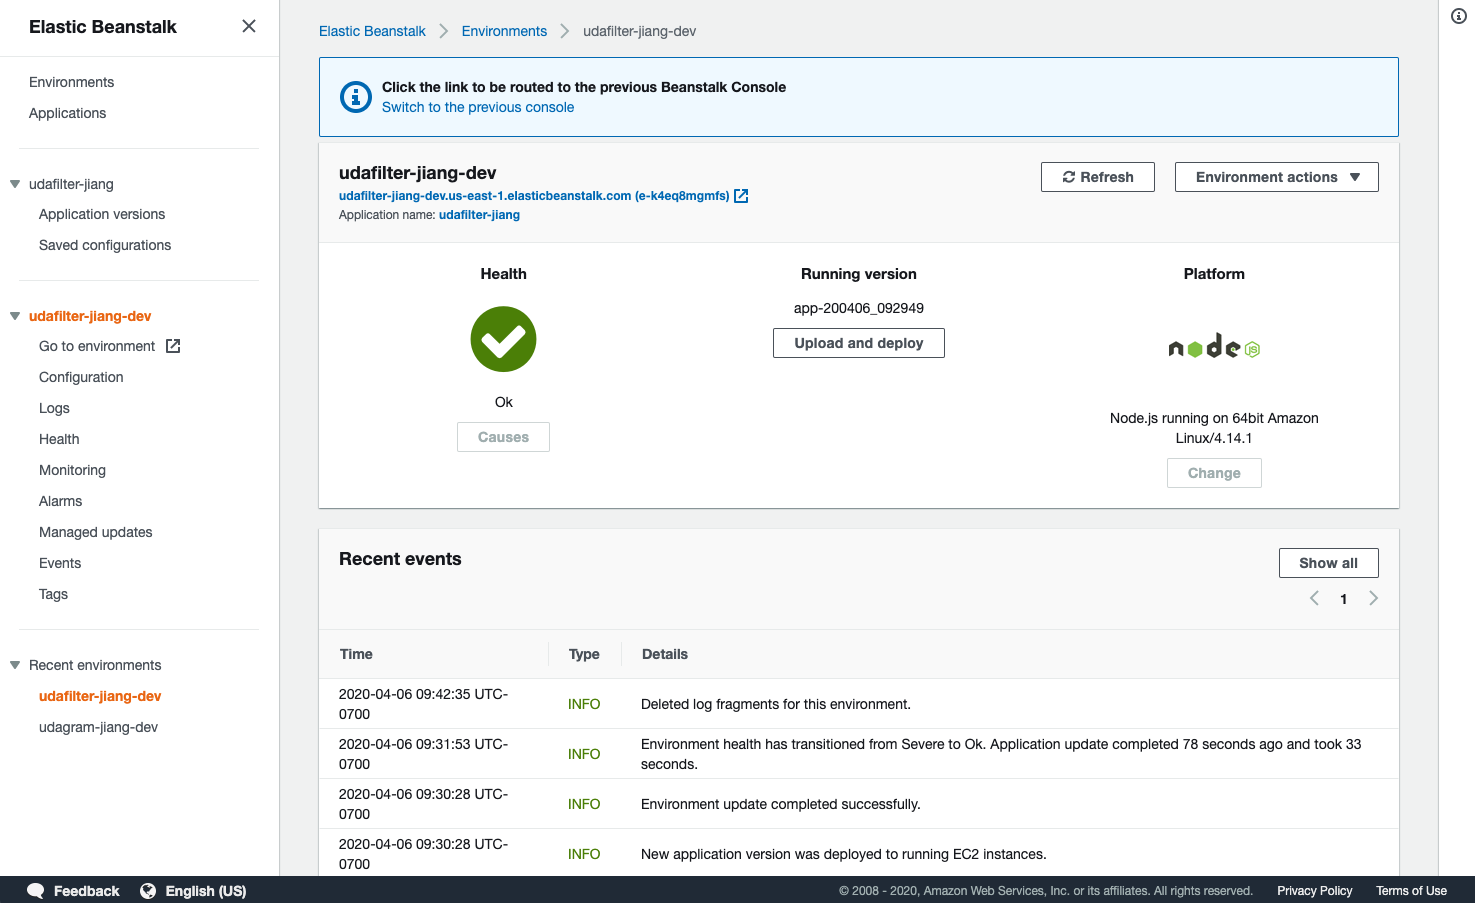 Elastic Beanstalk
Environments
Applications
udafilter-jiang
Application versions
Saved configurations
udafilter-jiang-dev
Go to environment
Configuration
Logs
Health
Monitoring
Alarms
Managed updates
Events
Tags
Recent environments
udafilter-jiang-dev
udagram-jiang-dev
Elastic Beanstalk
Environments
udafilter-jiang-dev
Click the link to be routed to the previous Beanstalk Console
Switch to the previous console
udafilter-jiang-dev
udafilter-jiang-dev.us-east-1.elasticbeanstalk.com (e-k4eq8mgmfs)
Application name: udafilter-jiang
Refresh
Environment actions
Health
Ok
Causes
Running version
app-200406_092949
Upload and deploy
Platform
node JS
Node.js running on 64bit Amazon
Linux/4.14.1
Change
Recent events
Show all
1
Time Type Details
2020-04-06 09:42:35 UTC-
0700
INFO
Deleted log fragments for this environment.
2020-04-06 09:31:53 UTC-
0700
INFO
Environment health has transitioned from Severe to Ok. Application update completed 78 seconds ago and took 33
seconds.
2020-04-06 09:30:28 UTC-
0700
INFO
Environment update completed successfully.
2020-04-06 09:30:28 UTC-
0700
INFO
New application version was deployed to running EC2 instances.
Feedback
English (US)
© 2008 - 2020, Amazon Web Services, Inc. or its affiliates. All rights reserved.
Privacy Policy
Terms of Use